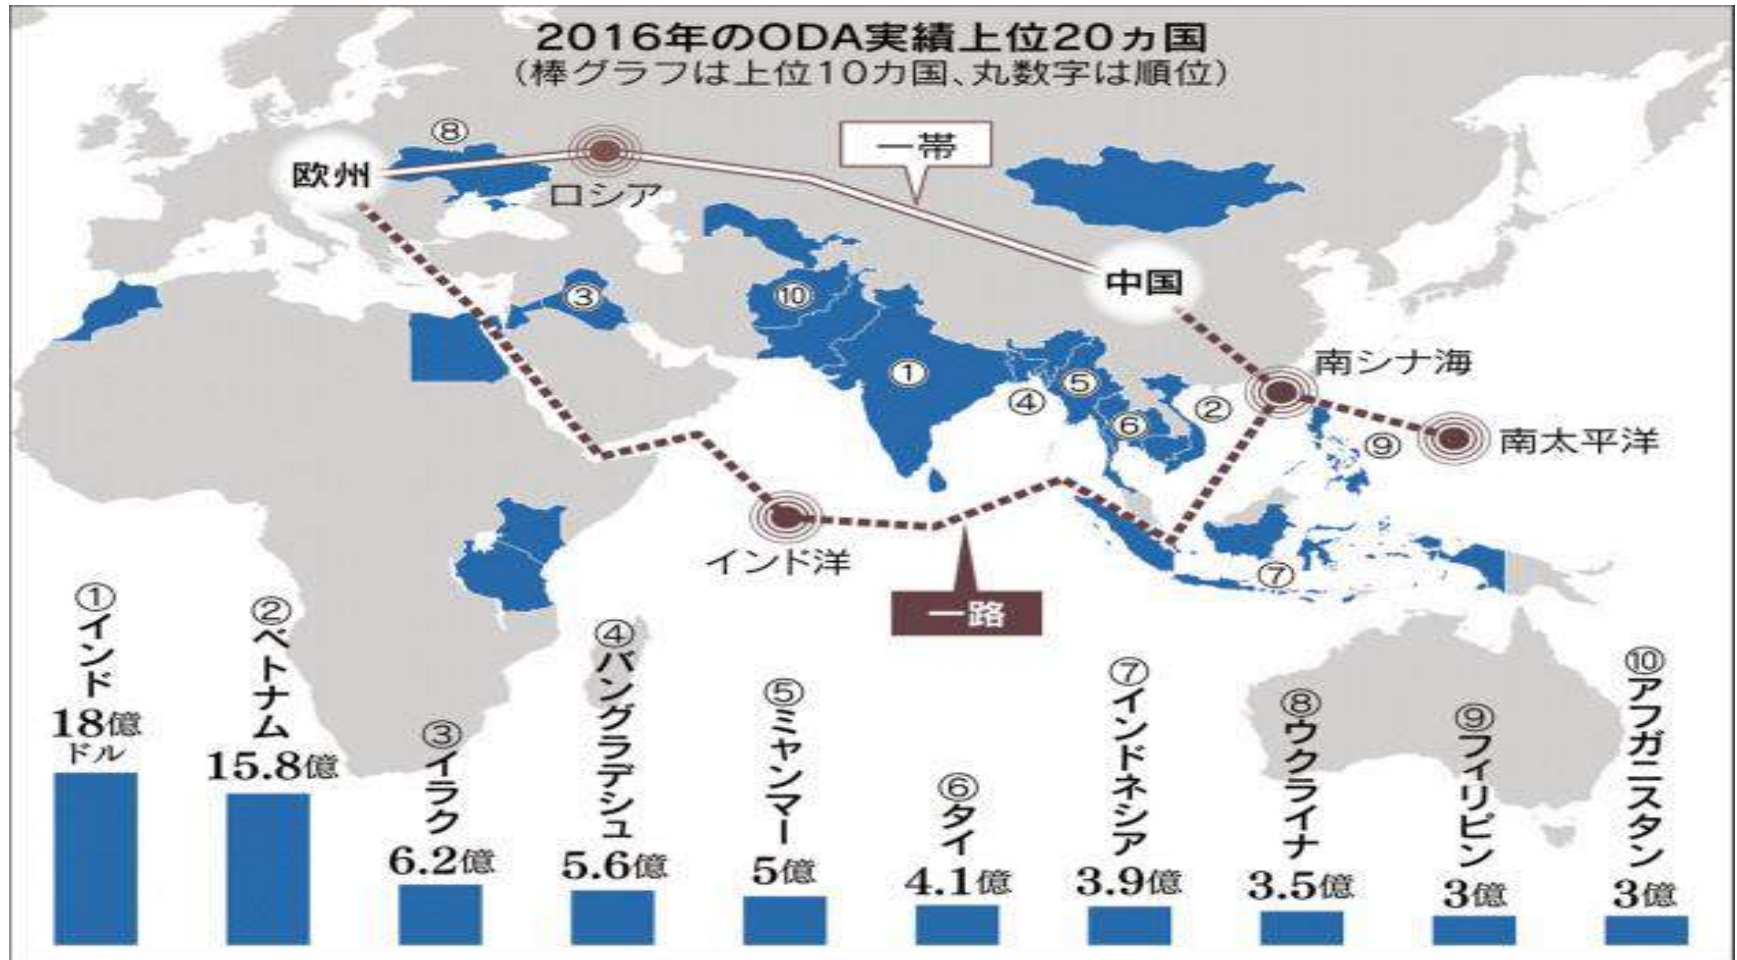 2016年のODA実績上位20ヵ国
(棒グラフは上位10カ国、丸数字は順位)
⑧
一帯
欧州
ロシア
中国
③
⑩
①
④
⑤
⑥
②
南シナ海
⑨
南太平洋
インド洋
⑦
一路
①インド
18億
ドル
②ベトナム
15.8億
③イラク
6.2億
④バングラデシュ
5.6億
⑤ミャンマー
5億
⑥タイ
4.1億
⑦インドネシア
3.9億
⑧ウクライナ
3.5億
⑨フィリピン
3億
⑩アフガニスタン
3億